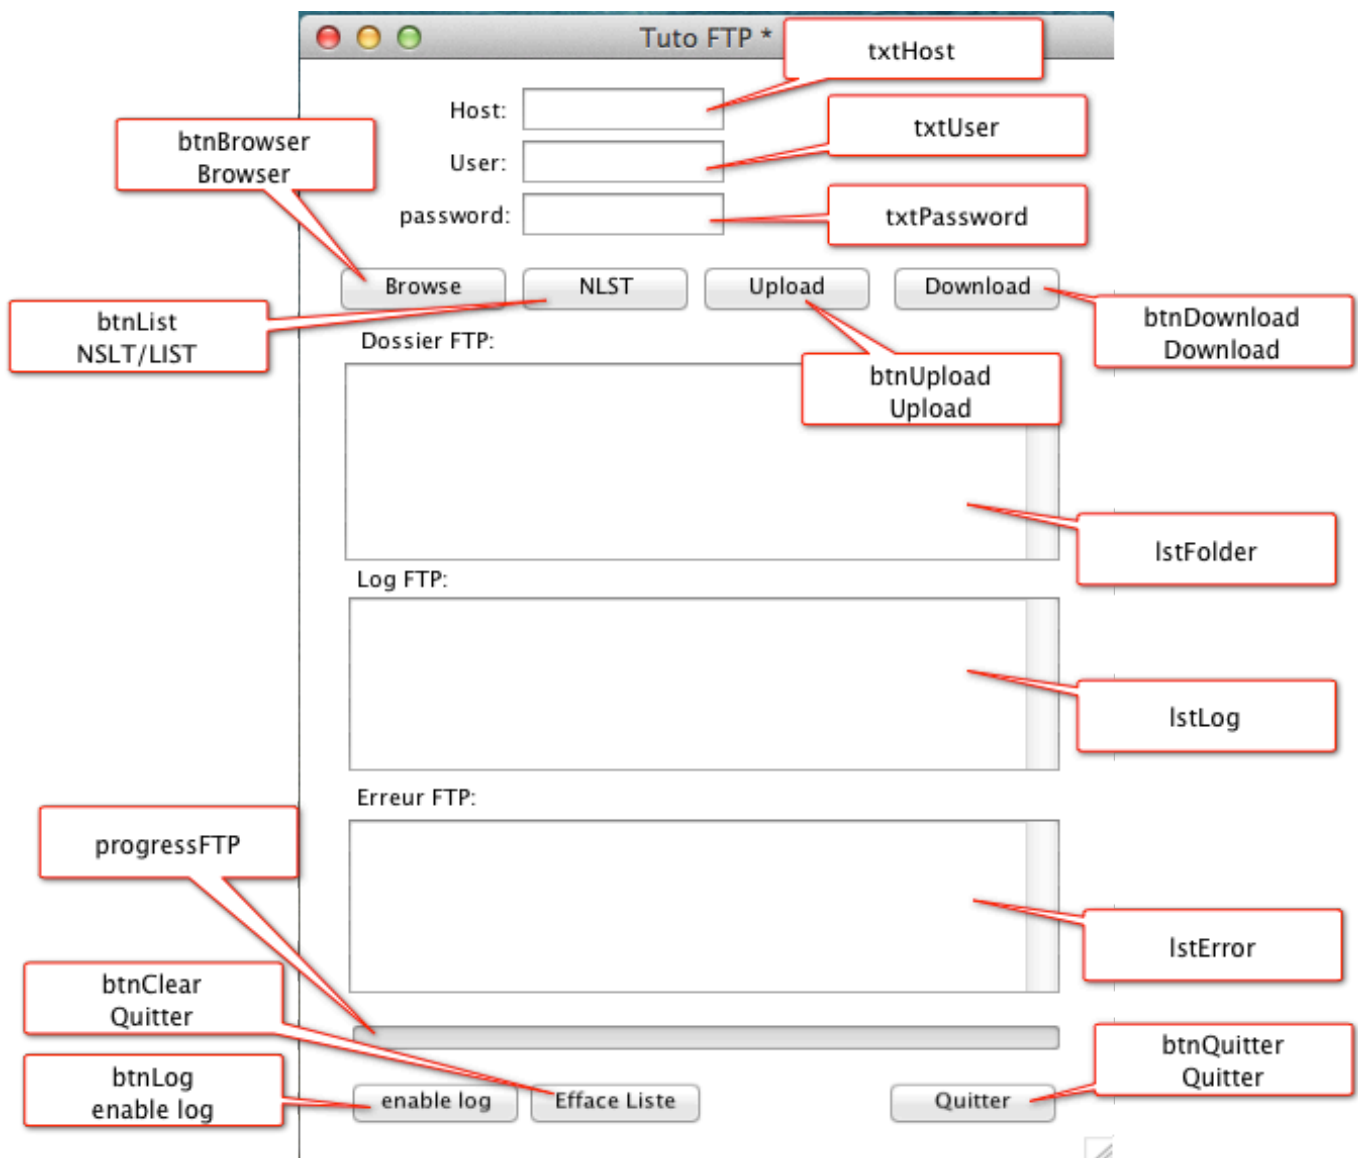 Tuto FTP *
txtHost
Host:
txtUser
btnBrowser
Browser
User:
password:
txtPassword
Browse
NLST
Upload
Download
btnList
NSLT/LIST
btnDownload
Download
Dossier FTP:
btnUpload
Upload
lstFolder
Log FTP:
lstLog
Erreur FTP:
progressFTP
lstError
btnClear
Quitter
btnQuitter
Quitter
btnLog
enable log
enable log
Efface Liste
Quitter